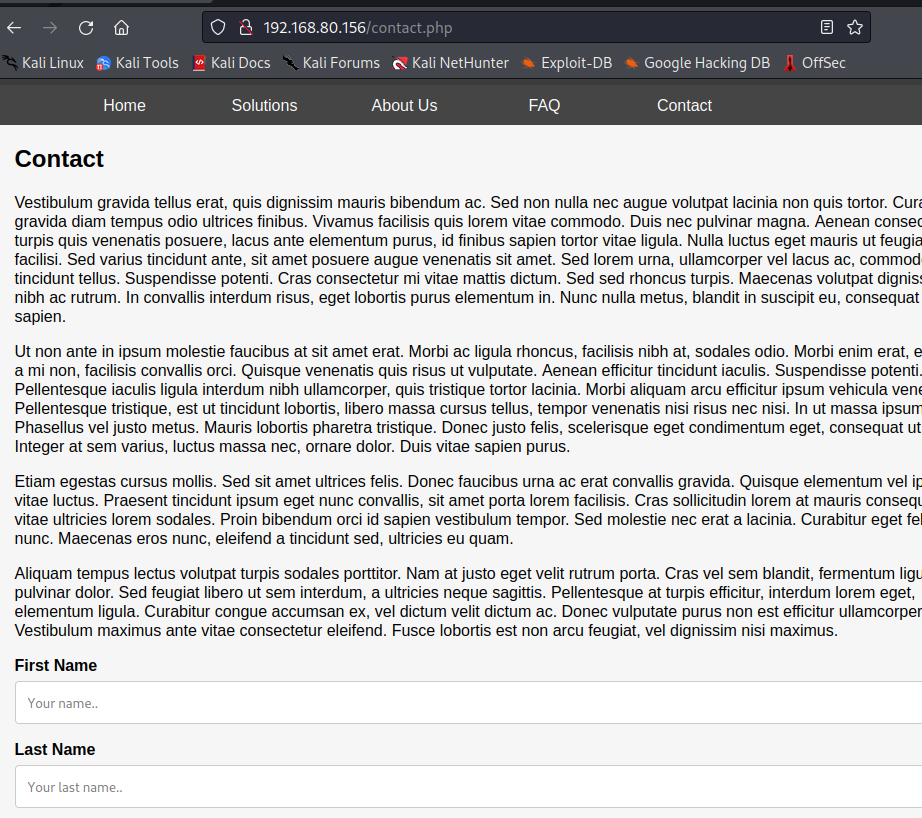 192.168.80.156/contact.php
Kali Linux Kali Tools Kali Docs Kali Forums Kali NetHunter Exploit-DB Google Hacking DB OffSec
Home Solutions About Us FAQ Contact
Contact
Vestibulum gravida tellus erat, quis dignissim mauris bibendum ac. Sed non nulla nec augue volutpat lacinia non quis tortor.
gravida diam tempus odio ultrices finibus. Vivamus facilisis quis lorem vitae commodo. Duis nec pulvinar magna. Aenean
turpis quis venenatis posuere, lacus ante elementum purus, id finibus sapien tortor vitae ligula. Nulla luctus eget mauris ut
facilisi. Sed varius tincidunt ante, sit amet posuere augue venenatis sit amet. Sed lorem urna, ullamcorper vel lacus ac,
tincidunt tellus. Suspendisse potenti. Cras consectetur mi vitae mattis dictum. Sed sed rhoncus turpis. Maecenas volutpat
nibh ac rutrum. In convallis interdum risus, eget lobortis purus elementum in. Nunc nulla metus, blandit in suscipit eu, consequat
sapien.
Ut non ante in ipsum molestie faucibus at sit amet erat. Morbi ac ligula rhoncus, facilisis nibh at, sodales odio. Morbi enim erat,
a mi non, facilisis convallis orci. Quisque venenatis quis risus ut vulputate. Aenean efficitur tincidunt iaculis. Suspendisse potenti.
Pellentesque iaculis ligula interdum nibh ullamcorper, quis tristique tortor lacinia. Morbi aliquam arcu efficitur ipsum vehicula
Pellentesque tristique, est ut tincidunt lobortis, libero massa cursus tellus, tempor venenatis nisi risus nec nisi. In ut massa ipsum
Phasellus vel justo metus. Mauris lobortis pharetra tristique. Donec justo felis, scelerisque eget condimentum eget, consequat ut
Integer at sem varius, luctus massa nec, ornare dolor. Duis vitae sapien purus.
Etiam egestas cursus mollis. Sed sit amet ultrices felis. Donec faucibus urna ac erat convallis gravida. Quisque elementum vel
vitae luctus. Praesent tincidunt ipsum eget nunc convallis, sit amet porta lorem facilisis. Cras sollicitudin lorem at mauris
vitae ultricies lorem sodales. Proin bibendum orci id sapien vestibulum tempor. Sed molestie nec erat a lacinia. Curabitur eget
nunc. Maecenas eros nunc, eleifend a tincidunt sed, ultricies eu quam.
Aliquam tempus lectus volutpat turpis sodales porttitor. Nam at justo eget velit rutrum porta. Cras vel sem blandit, fermentum
pulvinar dolor. Sed feugiat libero ut sem interdum, a ultricies neque sagittis. Pellentesque at turpis efficitur, interdum lorem eget,
elementum ligula. Curabitur congue accumsan ex, vel dictum velit dictum ac. Donec vulputate purus non est efficitur ullamcorper
Vestibulum maximus ante vitae consectetur eleifend. Fusce lobortis est non arcu feugiat, vel dignissim nisi maximus.
First Name
Your name..
Last Name
Your last name..